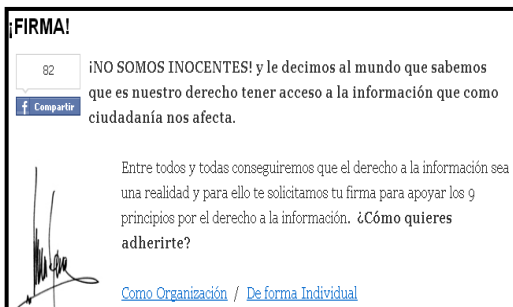 ¡FIRMA!
82
Compartir
¡NO SOMOS INOCENTES! y le decimos al mundo que sabemos
que es nuestro derecho tener acceso a la información que como
ciudadanía nos afecta.
Entre todos y todas conseguiremos que el derecho a la información sea
una realidad y para ello te solicitamos tu firma para apoyar los 9
principios por el derecho a la información. ¿Cómo quieres
adherirte?
Como Organización / De forma Individual